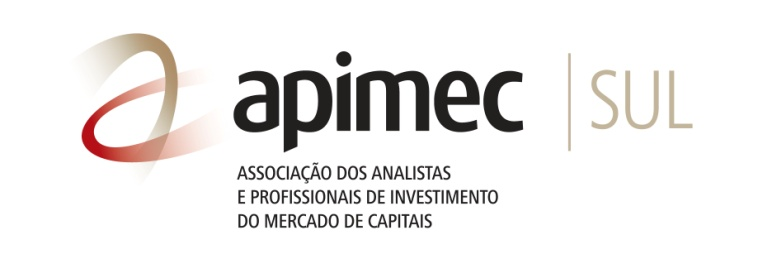 apimec | SUL
ASSOCIAÇÃO DOS ANALISTAS
E PROFISSIONAIS DE INVESTIMENTO
DO MERCADO DE CAPITAIS